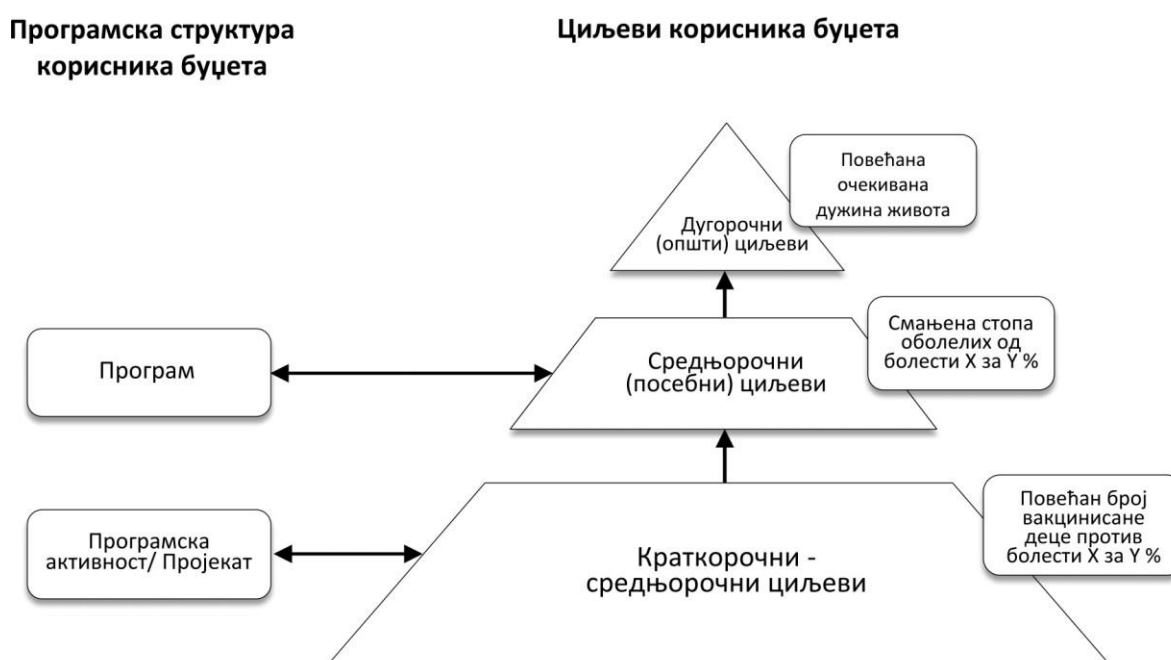 Програмска структура
корисника буџета
Циљеви корисника буџета
Повећана
очекивана
дужина живота
Дугорочни
(општи) циљеви
Смањена стопа
оболелих од
болести X за Y %
Програм
Средњорочни
(посебни) циљеви
Повећан број
вакцинисане
деце против
болести X за Y %
Програмска
активност/ Пројекат
Краткорочни -
средњорочни циљеви